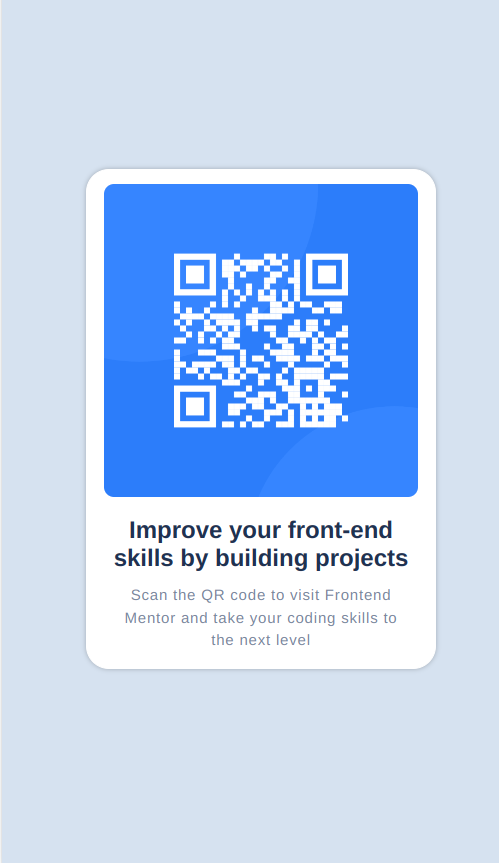 Improve your front-end
skills by building projects
Scan the QR code to visit Frontend
Mentor and take your coding skills to
the next level